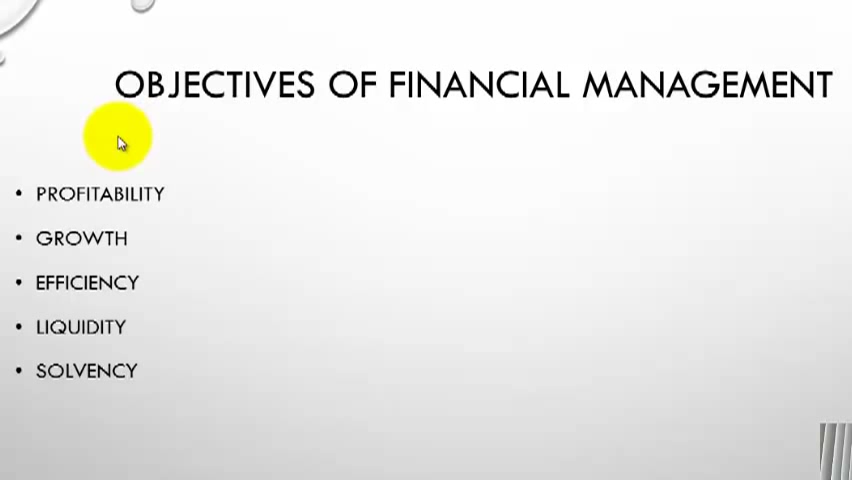 OBJECTIVES OF FINANCIAL MANAGEMENT
• PROFITABILITY
• GROWTH
• EFFICIENCY
• LIQUIDITY
• SOLVENCY